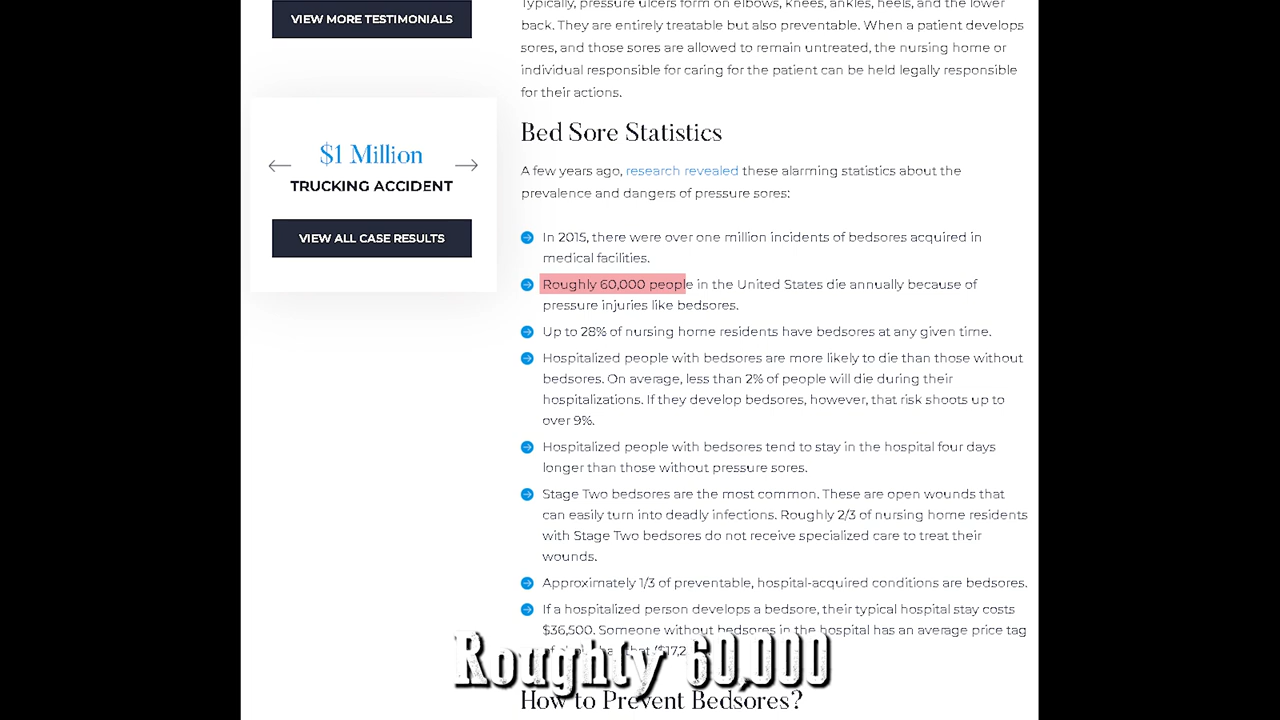 VIEW MORE TESTIMONIALS
$1 Million
TRUCKING ACCIDENT
VIEW ALL CASE RESULTS
Typically, pressure ulcers form on elbows, knees, ankles, heels, and the lower
back. They are entirely treatable but also preventable. When a patient develops
sores, and those sores are allowed to remain untreated, the nursing home or
individual responsible for caring for the patient can be held legally responsible
for their actions.
Bed Sore Statistics
A few years ago, research revealed these alarming statistics about the
prevalence and dangers of pressure sores:
In 2015, there were over one million incidents of bedsores acquired in
medical facilities.
Roughly 60,000 people in the United States die annually because of
pressure injuries like bedsores.
Up to 28% of nursing home residents have bedsores at any given time.
Hospitalized people with bedsores are more likely to die than those without
bedsores. On average, less than 2% of people will die during their
hospitalizations. If they develop bedsores, however, that risk shoots up to
over 9%.
Hospitalized people with bedsores tend to stay in the hospital four days
longer than those without pressure sores.
Stage Two bedsores are the most common. These are open wounds that
can easily turn into deadly infections. Roughly 2/3 of nursing home residents
with Stage Two bedsores do not receive specialized care to treat their
wounds.
Approximately 1/3 of preventable, hospital-acquired conditions are bedsores.
If a hospitalized person develops a bedsore, their typical hospital stay costs
$36,500. Someone without bedsores in the hospital has an average price tag
Roughly 60,000
How to Prevent Bedsores?